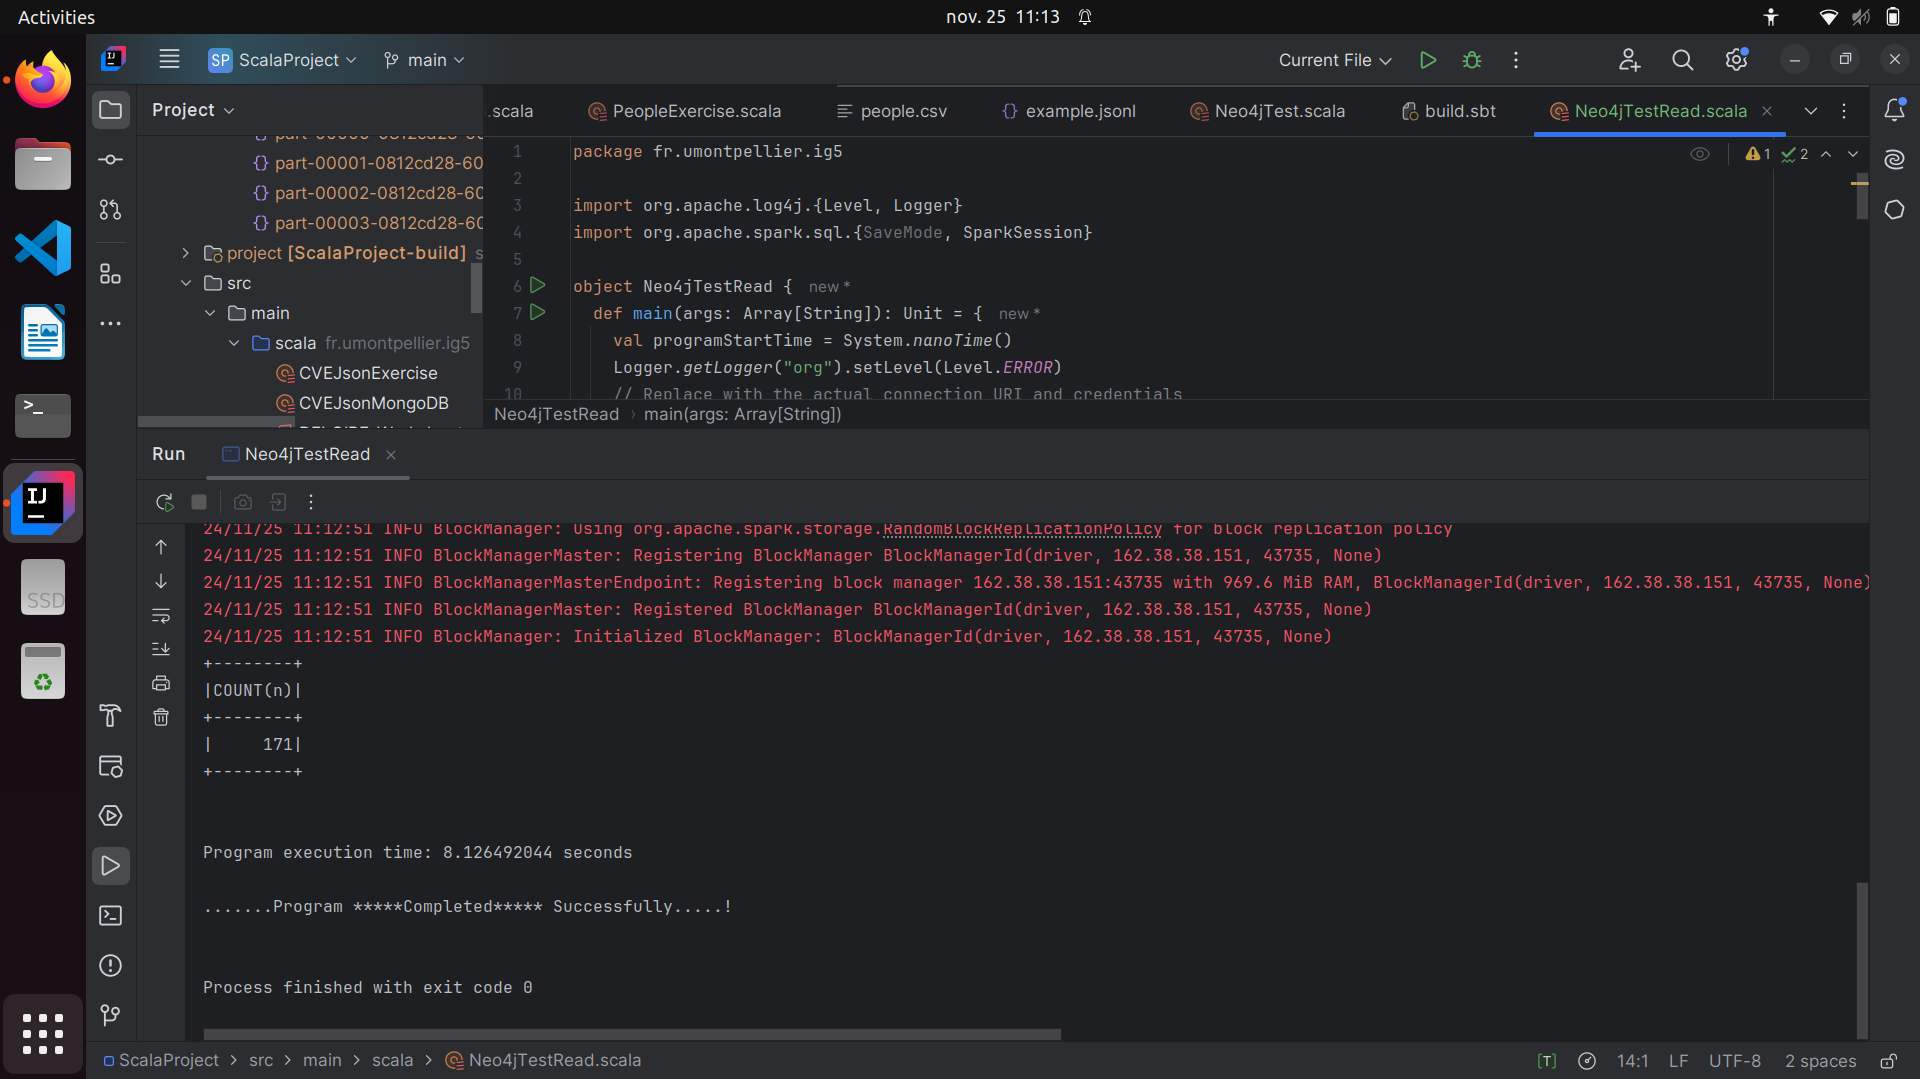 Activities
nov. 25 11:13
SP ScalaProject
main
Current File
Project
.scala
PeopleExercise.scala
people.csv
example.jsonl
Neo4jTest.scala
build.sbt
Neo4jTestRead.scala
part-00001-0812cd28-60
part-00002-0812cd28-60
part-00003-0812cd28-60
project [ScalaProject-build] s
src
main
scala fr.umontpellier.ig5
CVEJsonExercise
CVEJsonMongoDB
1 package fr.umontpellier.ig5
2
3 import org.apache.log4j.{Level, Logger}
4 import org.apache.spark.sql.{SaveMode, SparkSession}
5
6 object Neo4jTestRead { new *
7 def main(args: Array[String]): Unit = { new *
8 val programStartTime = System.nanoTime()
9 Logger.getLogger("org").setLevel(Level.ERROR)
10 // Replace with the actual connection URI and credentials
1
2
Neo4jTestRead › main(args: Array[String])
Run
Neo4jTestRead
24/11/25 11:12:51 INFO BlockManager: Using org.apache.spark.storage.RandomBlockReplicationPolicy for block replication policy
24/11/25 11:12:51 INFO BlockManagerMaster: Registering BlockManager BlockManagerId(driver, 162.38.38.151, 43735, None)
24/11/25 11:12:51 INFO BlockManagerMasterEndpoint: Registering block manager 162.38.38.151:43735 with 969.6 MiB RAM, BlockManagerId(driver, 162.38.38.151, 43735, None)
24/11/25 11:12:51 INFO BlockManagerMaster: Registered BlockManager BlockManagerId(driver, 162.38.38.151, 43735, None)
24/11/25 11:12:51 INFO BlockManager: Initialized BlockManager: BlockManagerId(driver, 162.38.38.151, 43735, None)
+--------+
|COUNT(n)|
+--------+
|     171|
+--------+
Program execution time: 8.126492044 seconds
.......Program *****Completed***** Successfully.....!
Process finished with exit code 0
SSD
ScalaProject > src > main > scala > Neo4jTestRead.scala
[T]
14:1
LF
UTF-8
2 spaces